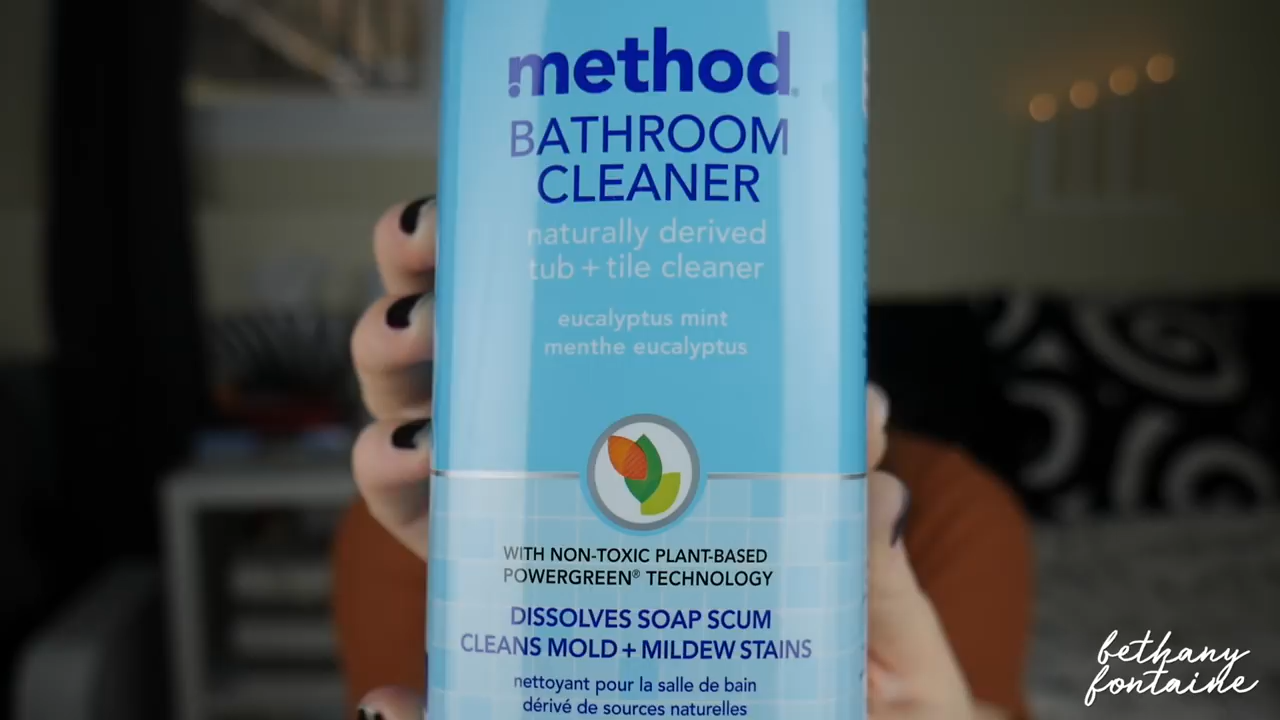 method
BATHROOM
CLEANER
naturally derived
tub + tile cleaner
eucalyptus mint
menthe eucalyptus
WITH NON-TOXIC PLANT-BASED
POWERGREEN® TECHNOLOGY
DISSOLVES SOAP SCUM
CLEANS MOLD + MILDEW STAINS
nettoyant pour la salle de bain
dérivé de sources naturelles
bethany
fontaine